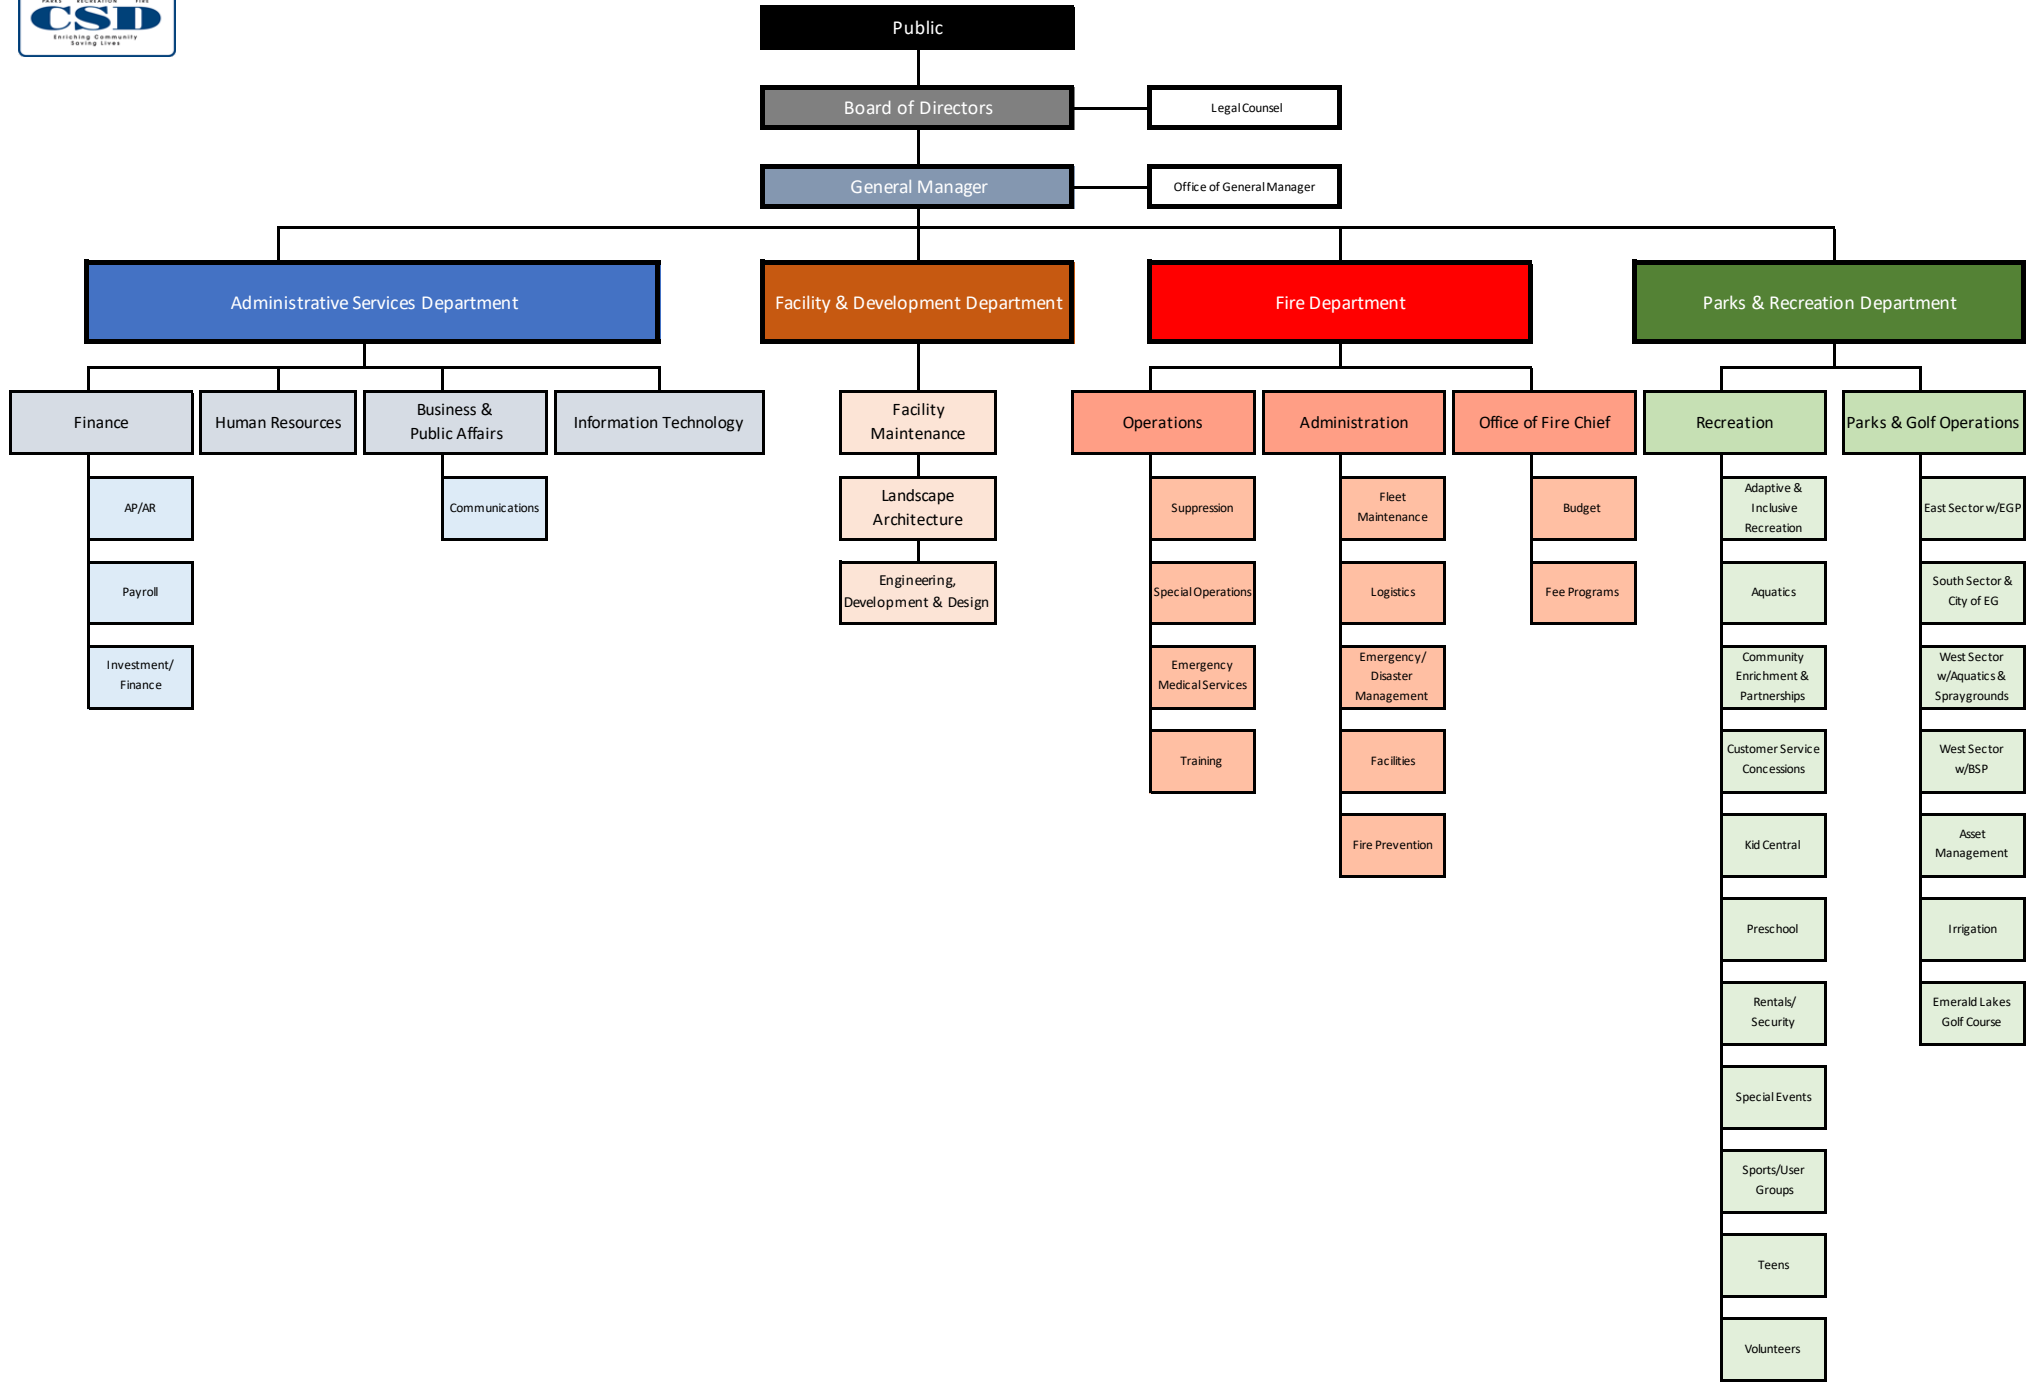 PARKS RECREATION FIRE
CSD
Enriching Community
Saving Lives
Public
Board of Directors
Legal Counsel
General Manager
Office of General Manager
Administrative Services Department
Facility & Development Department
Fire Department
Parks & Recreation Department
Finance
Human Resources
Business &
Public Affairs
Information Technology
Facility
Maintenance
Operations
Administration
Office of Fire Chief
Recreation
Parks & Golf Operations
AP/AR
Payroll
Investment/
Finance
Communications
Landscape
Architecture
Engineering,
Development & Design
Suppression
Special Operations
Emergency
Medical Services
Training
Fleet
Maintenance
Logistics
Emergency/
Disaster
Management
Facilities
Fire Prevention
Budget
Fee Programs
Adaptive &
Inclusive
Recreation
Aquatics
Community
Enrichment &
Partnerships
Customer Service
Concessions
Kid Central
Preschool
Rentals/
Security
Special Events
Sports/User
Groups
Teens
Volunteers
East Sector w/EGP
South Sector &
City of EG
West Sector
w/Aquatics &
Spraygrounds
West Sector
w/BSP
Asset
Management
Irrigation
Emerald Lakes
Golf Course